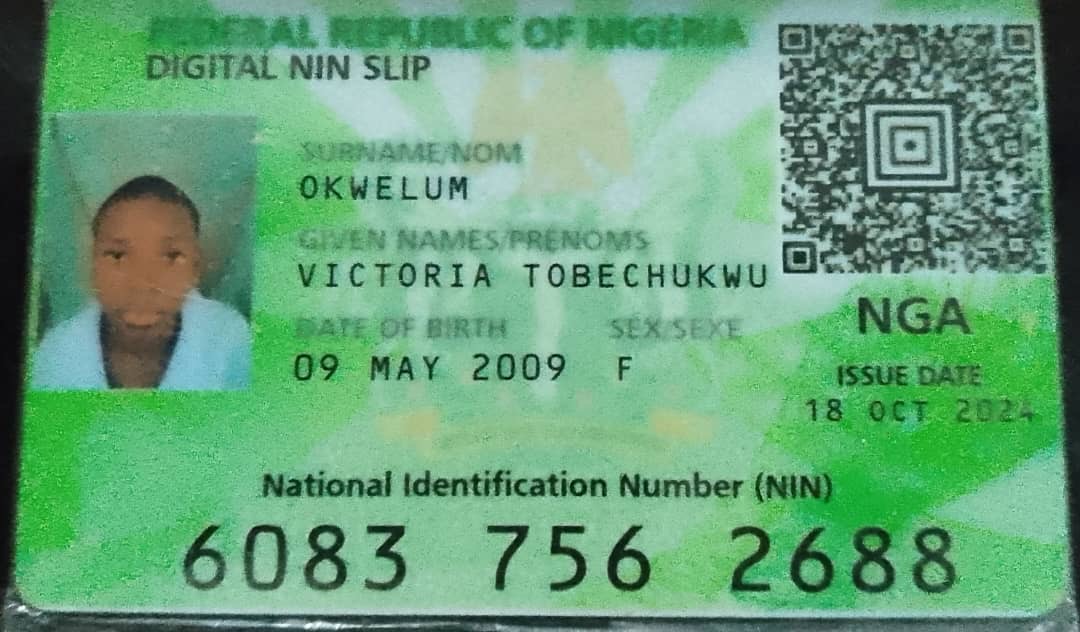 FEDERAL REPUBLIC OF NIGERIA
DIGITAL NIN SLIP
SURNAME/NOM
OKWELUM
GIVEN NAMES/PRENOMS
VICTORIA TOBECHUKWU
DATE OF BIRTH SEX/SEXE
09 MAY 2009 F
NGA
ISSUE DATE
18 OCT 2024
National Identification Number (NIN)
6083 756 2688